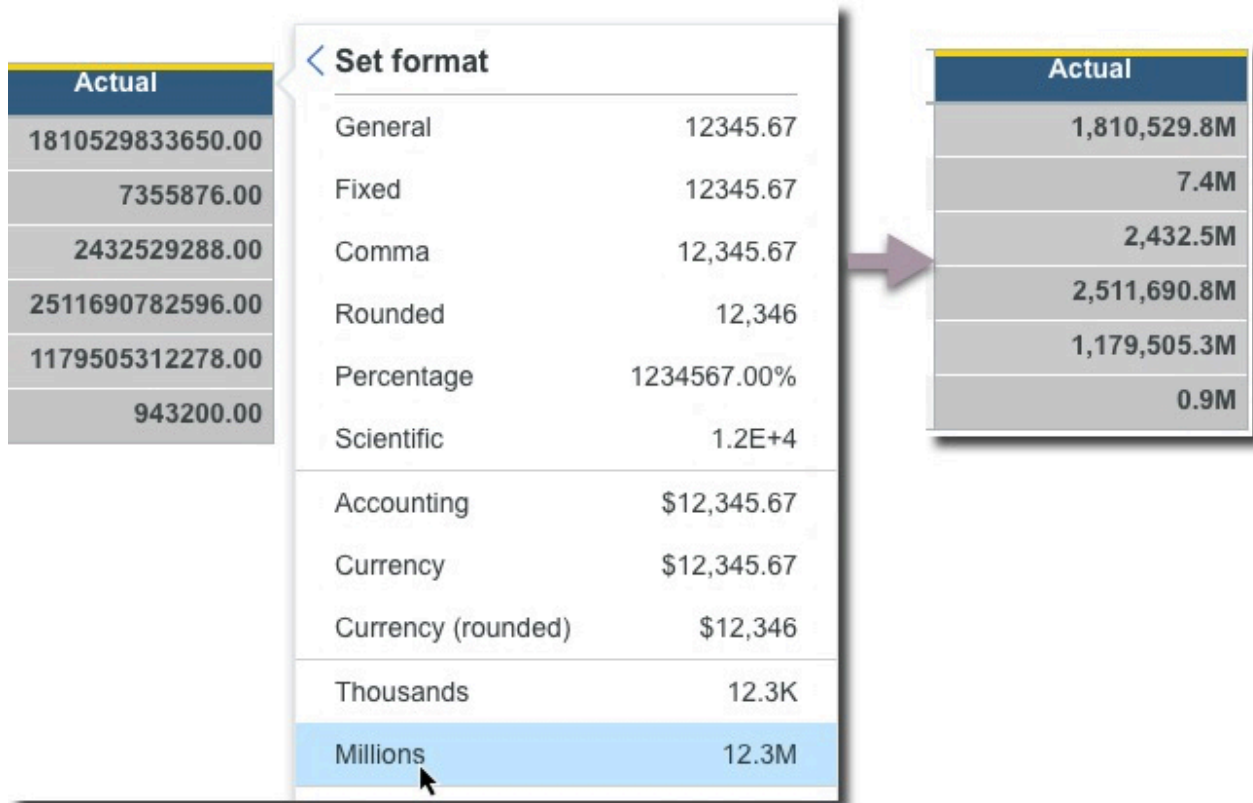 Actual
1810529833650.00
7355876.00
2432529288.00
2511690782596.00
1179505312278.00
943200.00
Set format
General 12345.67
Fixed 12345.67
Comma 12,345.67
Rounded 12,346
Percentage 1234567.00%
Scientific 1.2E+4
Accounting $12,345.67
Currency $12,345.67
Currency (rounded) $12,346
Thousands 12.3K
Millions 12.3M
Actual
1,810,529.8M
7.4M
2,432.5M
2,511,690.8M
1,179,505.3M
0.9M